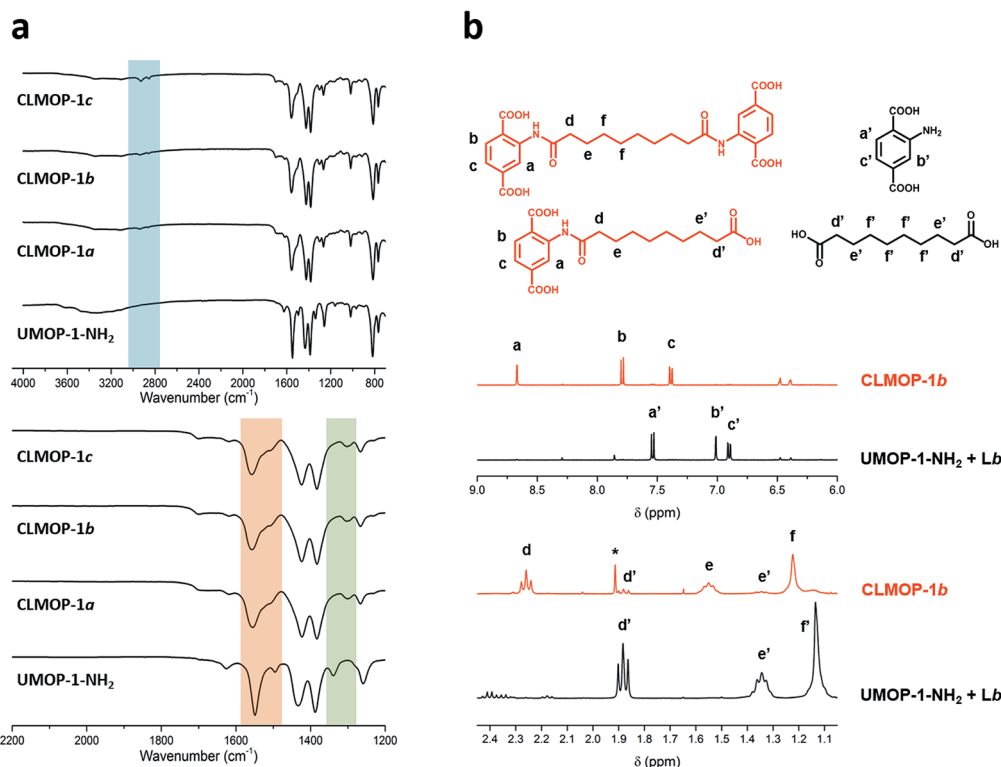 a
CLMOP-1c
CLMOP-1b
CLMOP-1a
UMOP-1-NH2
4000 3600 3200 2800 2400 2000 1600 1200 800
Wavenumber (cm-1)
CLMOP-1c
CLMOP-1b
CLMOP-1a
UMOP-1-NH2
2200 2000 1800 1600 1400 1200
Wavenumber (cm-1)
b
COOH H N d f f O COOH
b e f N H a
c O COOH
COOH
COOH
a' NH2
c' b'
COOH
COOH H N d e' O
b OH
c a O e d'
COOH
d' f' f' e' O
HO OH
O e' f' f' d'
a b c
CLMOP-1b
a' b' c'
UMOP-1-NH2 + Lb
9.0 8.5 8.0 7.5 7.0 6.5 6.0
δ (ppm)
d * d' e e' f
CLMOP-1b
d' e' f'
UMOP-1-NH2 + Lb
2.4 2.3 2.2 2.1 2.0 1.9 1.8 1.7 1.6 1.5 1.4 1.3 1.2 1.1
δ (ppm)